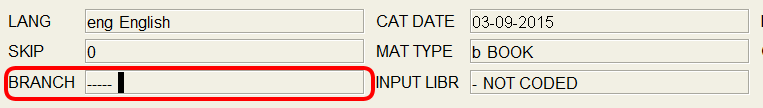 LANG eng English CAT DATE 03-09-2015
SKIP 0 MAT TYPE b BOOK
BRANCH ----- INPUT LIBR - NOT CODED